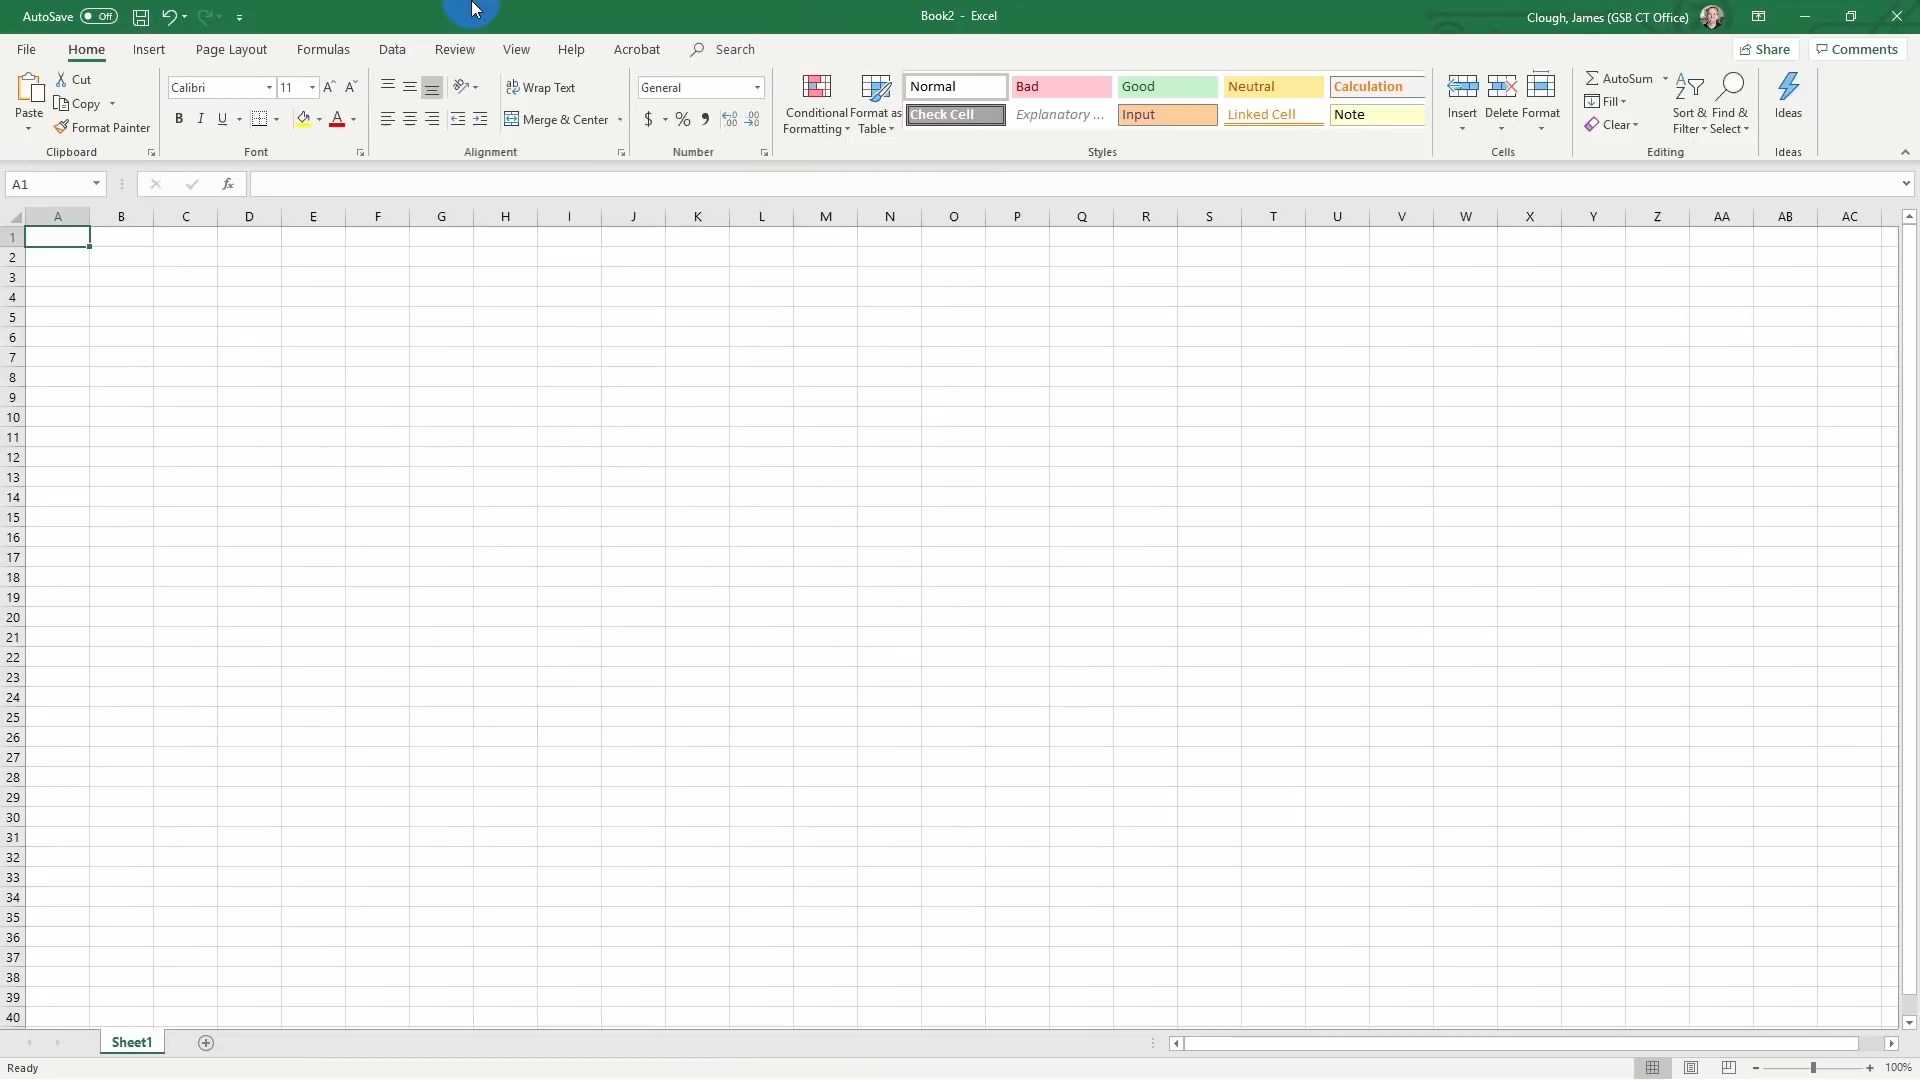 AutoSave Off
Book2 - Excel
Clough, James (GSB CT Office)
File Home Insert Page Layout Formulas Data Review View Help Acrobat Search
Share Comments
Paste
Cut
Copy
Format Painter
Clipboard
Calibri 11
B I U A
Font
Wrap Text
Merge & Center
Alignment
General
$ % ,
Number
Conditional Formatting
Format as Table
Normal Bad Good Neutral Calculation
Check Cell Explanatory ... Input Linked Cell Note
Styles
Insert Delete Format
Cells
AutoSum
Fill
Clear
Sort & Filter
Find & Select
Editing
Ideas
Ideas
A1
fx
A B C D E F G H I J K L M N O P Q R S T U V W X Y Z AA AB AC
1
2
3
4
5
6
7
8
9
10
11
12
13
14
15
16
17
18
19
20
21
22
23
24
25
26
27
28
29
30
31
32
33
34
35
36
37
38
39
40
Sheet1
Ready
100%